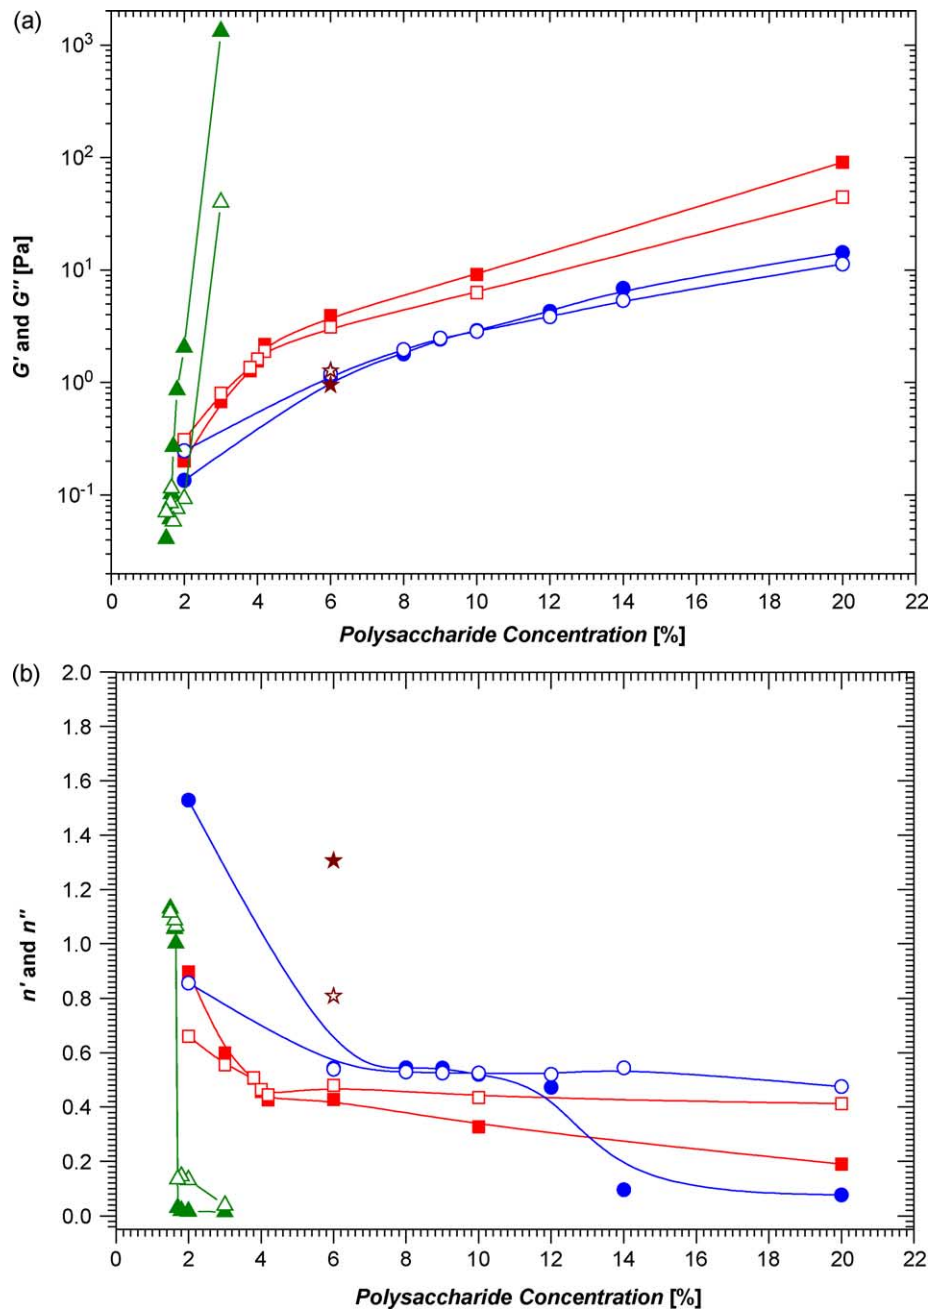 (a)
10³
10²
10¹
10⁰
10⁻¹
G' and G'' [Pa]
0 2 4 6 8 10 12 14 16 18 20 22
Polysaccharide Concentration [%]
(b)
2.0
1.8
1.6
1.4
1.2
1.0
0.8
0.6
0.4
0.2
0.0
n' and n''
0 2 4 6 8 10 12 14 16 18 20 22
Polysaccharide Concentration [%]